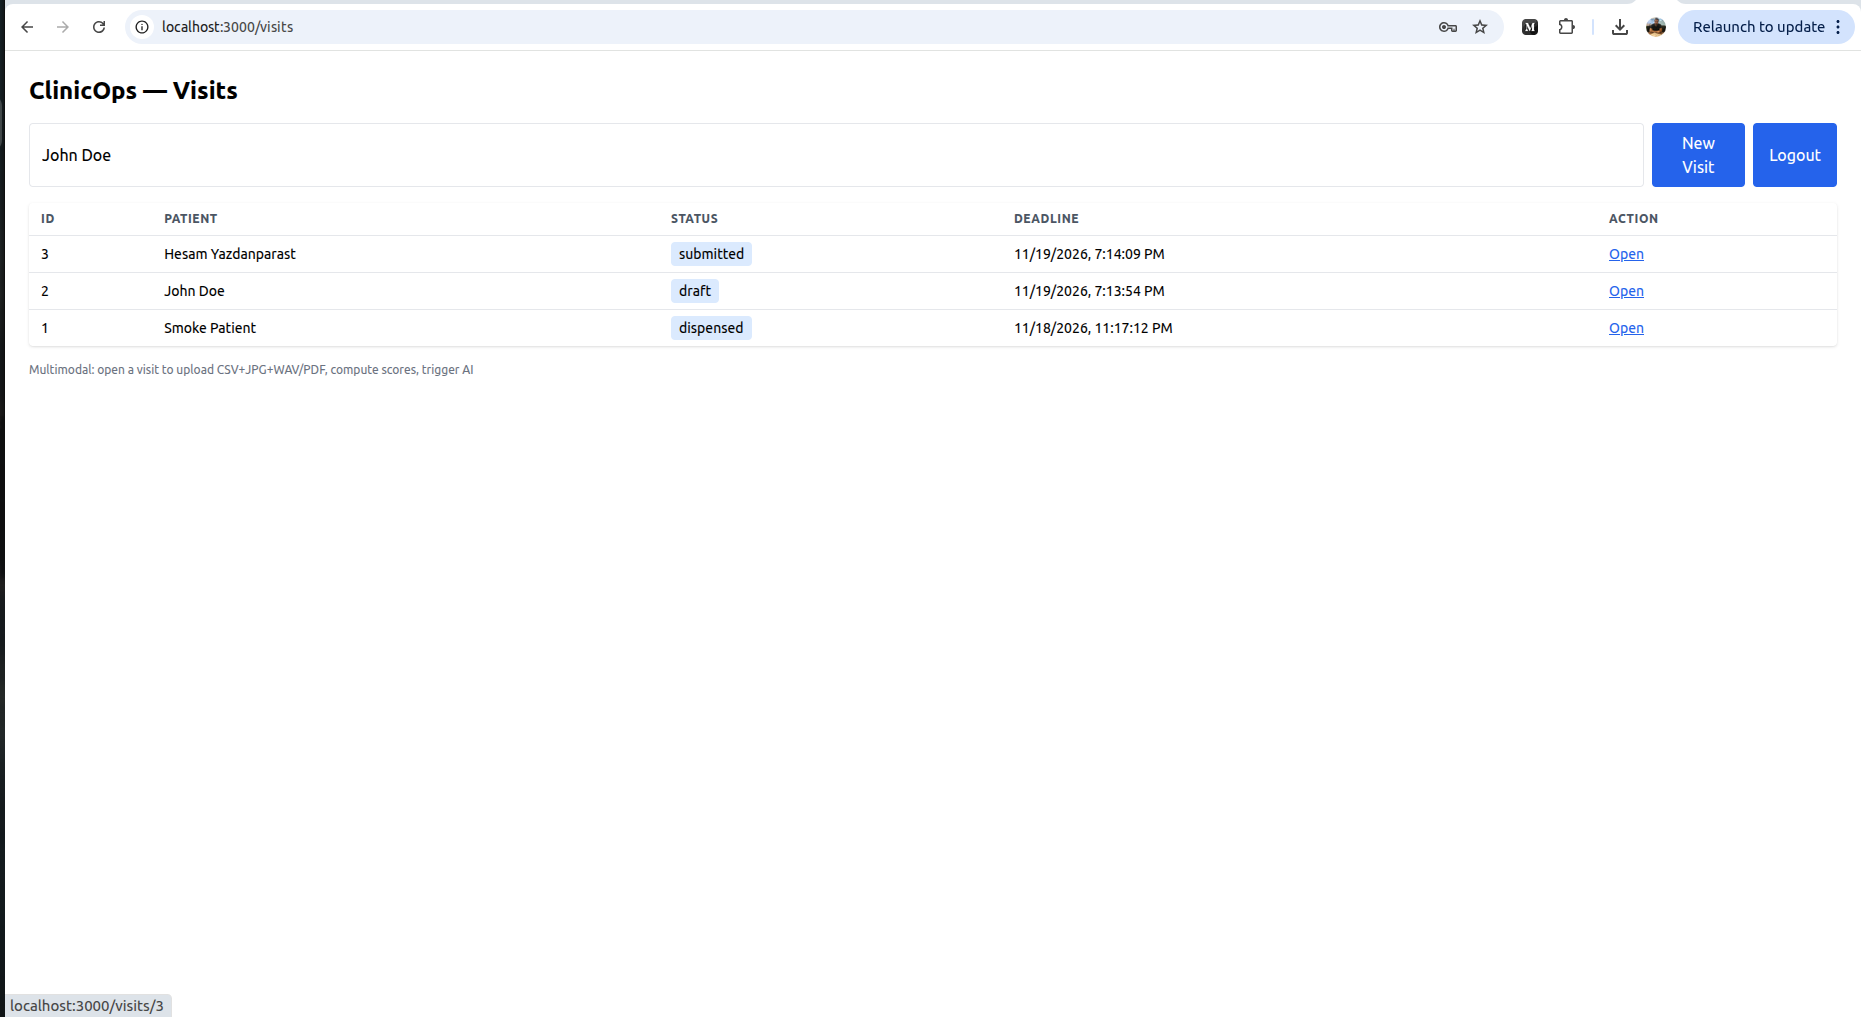 localhost:3000/visits
Relaunch to update
ClinicOps — Visits
John Doe
New
Visit
Logout
ID PATIENT STATUS DEADLINE ACTION
3 Hesam Yazdanparast submitted 11/19/2026, 7:14:09 PM Open
2 John Doe draft 11/19/2026, 7:13:54 PM Open
1 Smoke Patient dispensed 11/18/2026, 11:17:12 PM Open
Multimodal: open a visit to upload CSV+JPG+WAV/PDF, compute scores, trigger AI
localhost:3000/visits/3